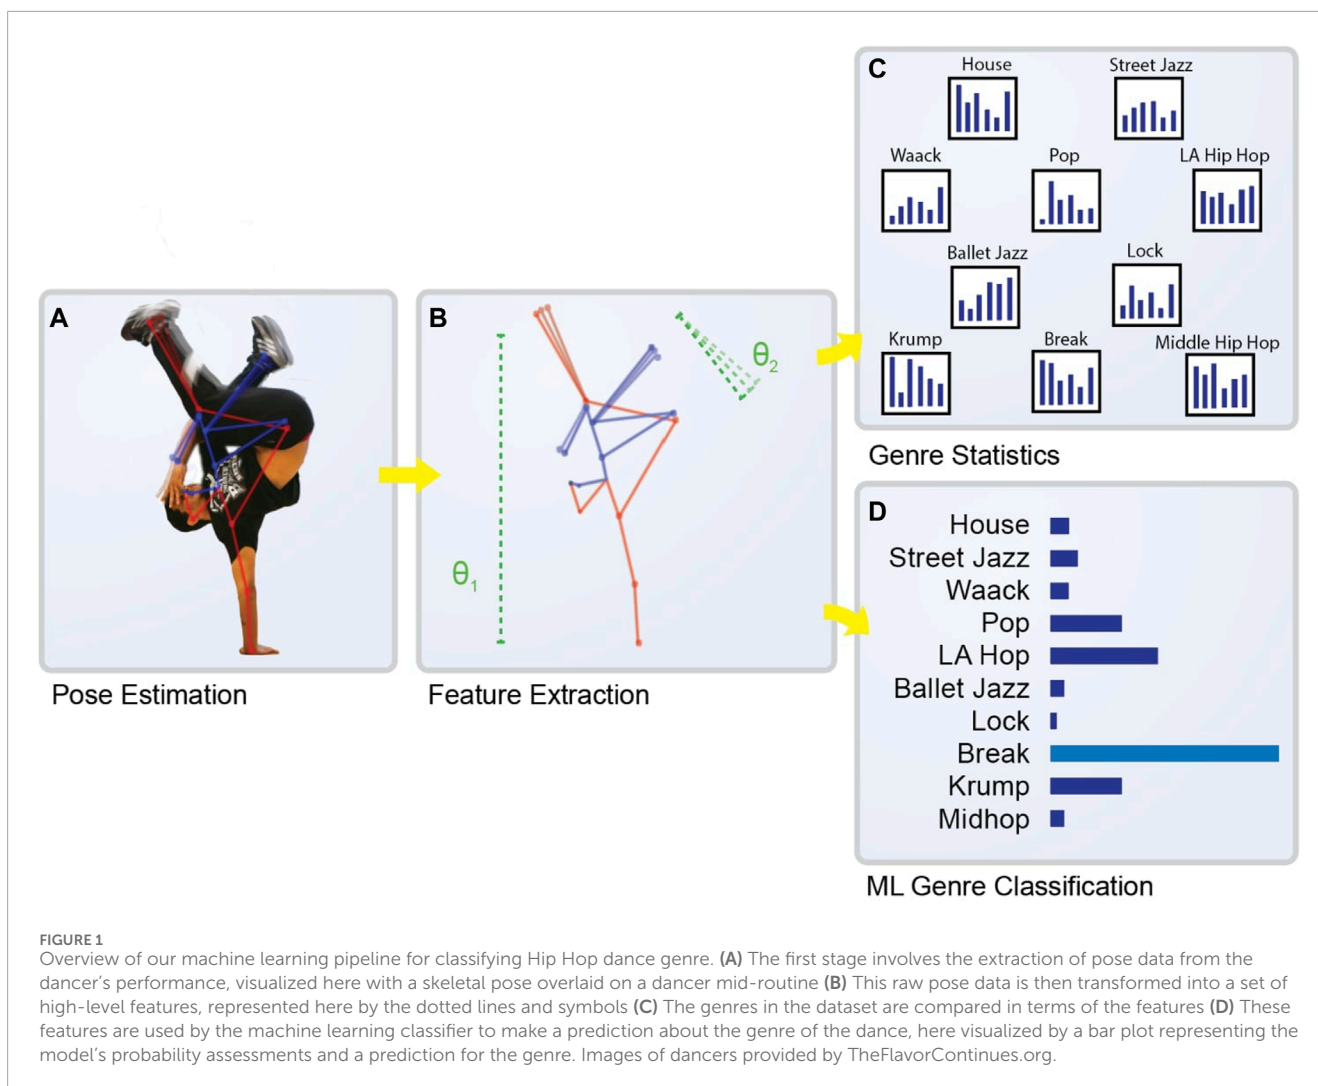 A
Pose Estimation
B
θ1
θ2
Feature Extraction
C
House
Street Jazz
Waack
Pop
LA Hip Hop
Ballet Jazz
Lock
Krump
Break
Middle Hip Hop
Genre Statistics
D
House
Street Jazz
Waack
Pop
LA Hop
Ballet Jazz
Lock
Break
Krump
Midhop
ML Genre Classification
FIGURE 1
Overview of our machine learning pipeline for classifying Hip Hop dance genre. (A) The first stage involves the extraction of pose data from the
dancer's performance, visualized here with a skeletal pose overlaid on a dancer mid-routine (B) This raw pose data is then transformed into a set of
high-level features, represented here by the dotted lines and symbols (C) The genres in the dataset are compared in terms of the features (D) These
features are used by the machine learning classifier to make a prediction about the genre of the dance, here visualized by a bar plot representing the
model's probability assessments and a prediction for the genre. Images of dancers provided by TheFlavorContinues.org.